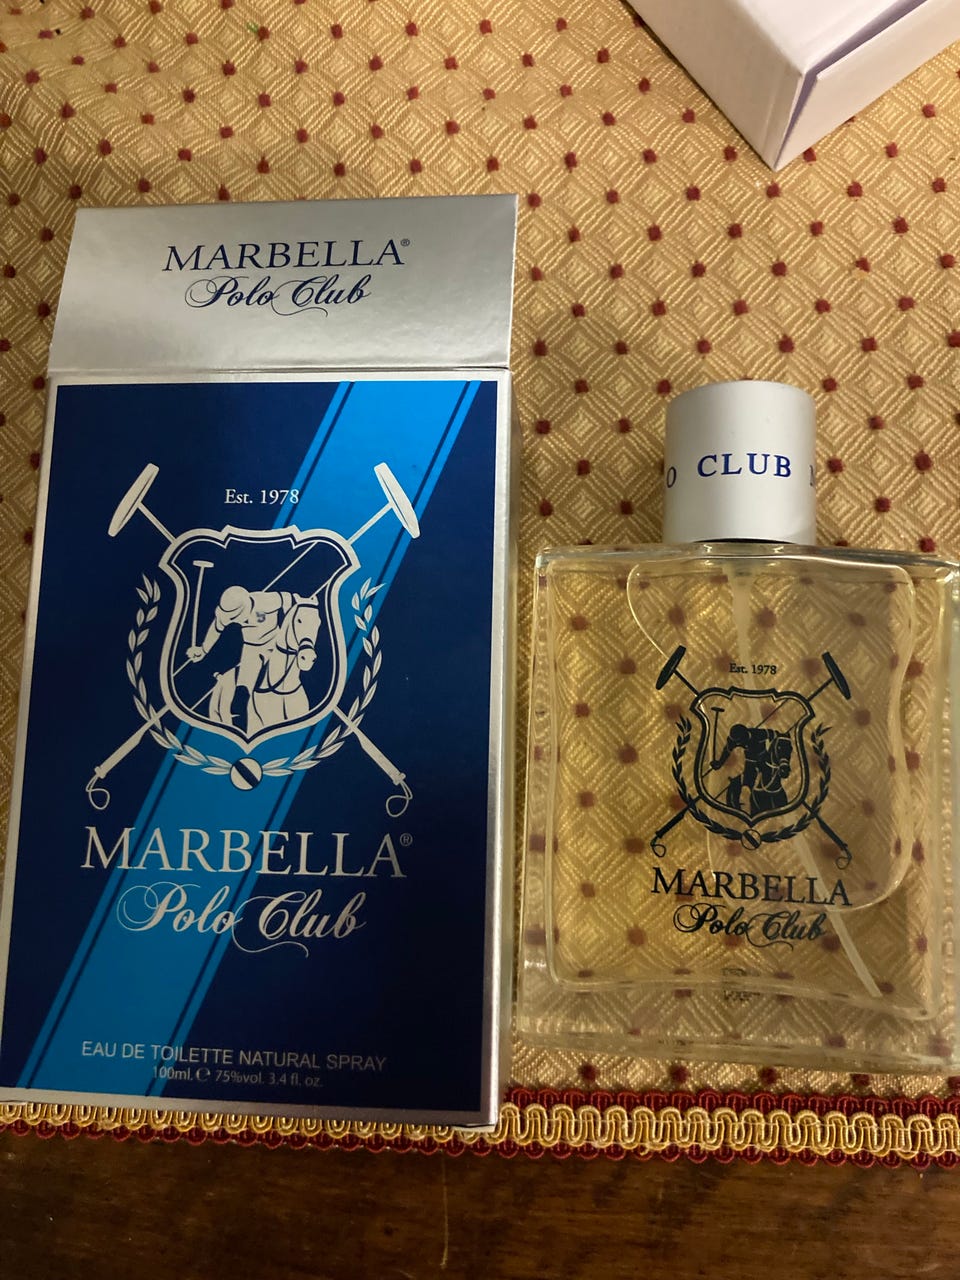 MARBELLA®
Polo Club
Est. 1978
MARBELLA®
Polo Club
EAU DE TOILETTE NATURAL SPRAY
100ml. ℮ 75%vol. 3.4 fl. oz.
O CLUB
Est. 1978
MARBELLA
Polo Club